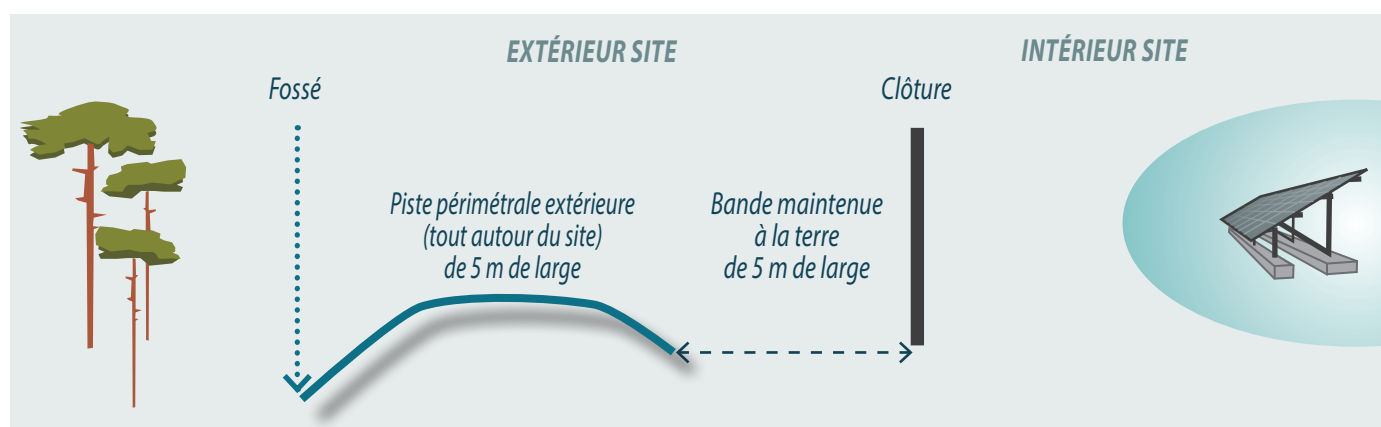 EXTÉRIEUR SITE
INTÉRIEUR SITE
Fossé
Clôture
Piste périmétrale extérieure
(tout autour du site)
de 5 m de large
Bande maintenue
à la terre
de 5 m de large